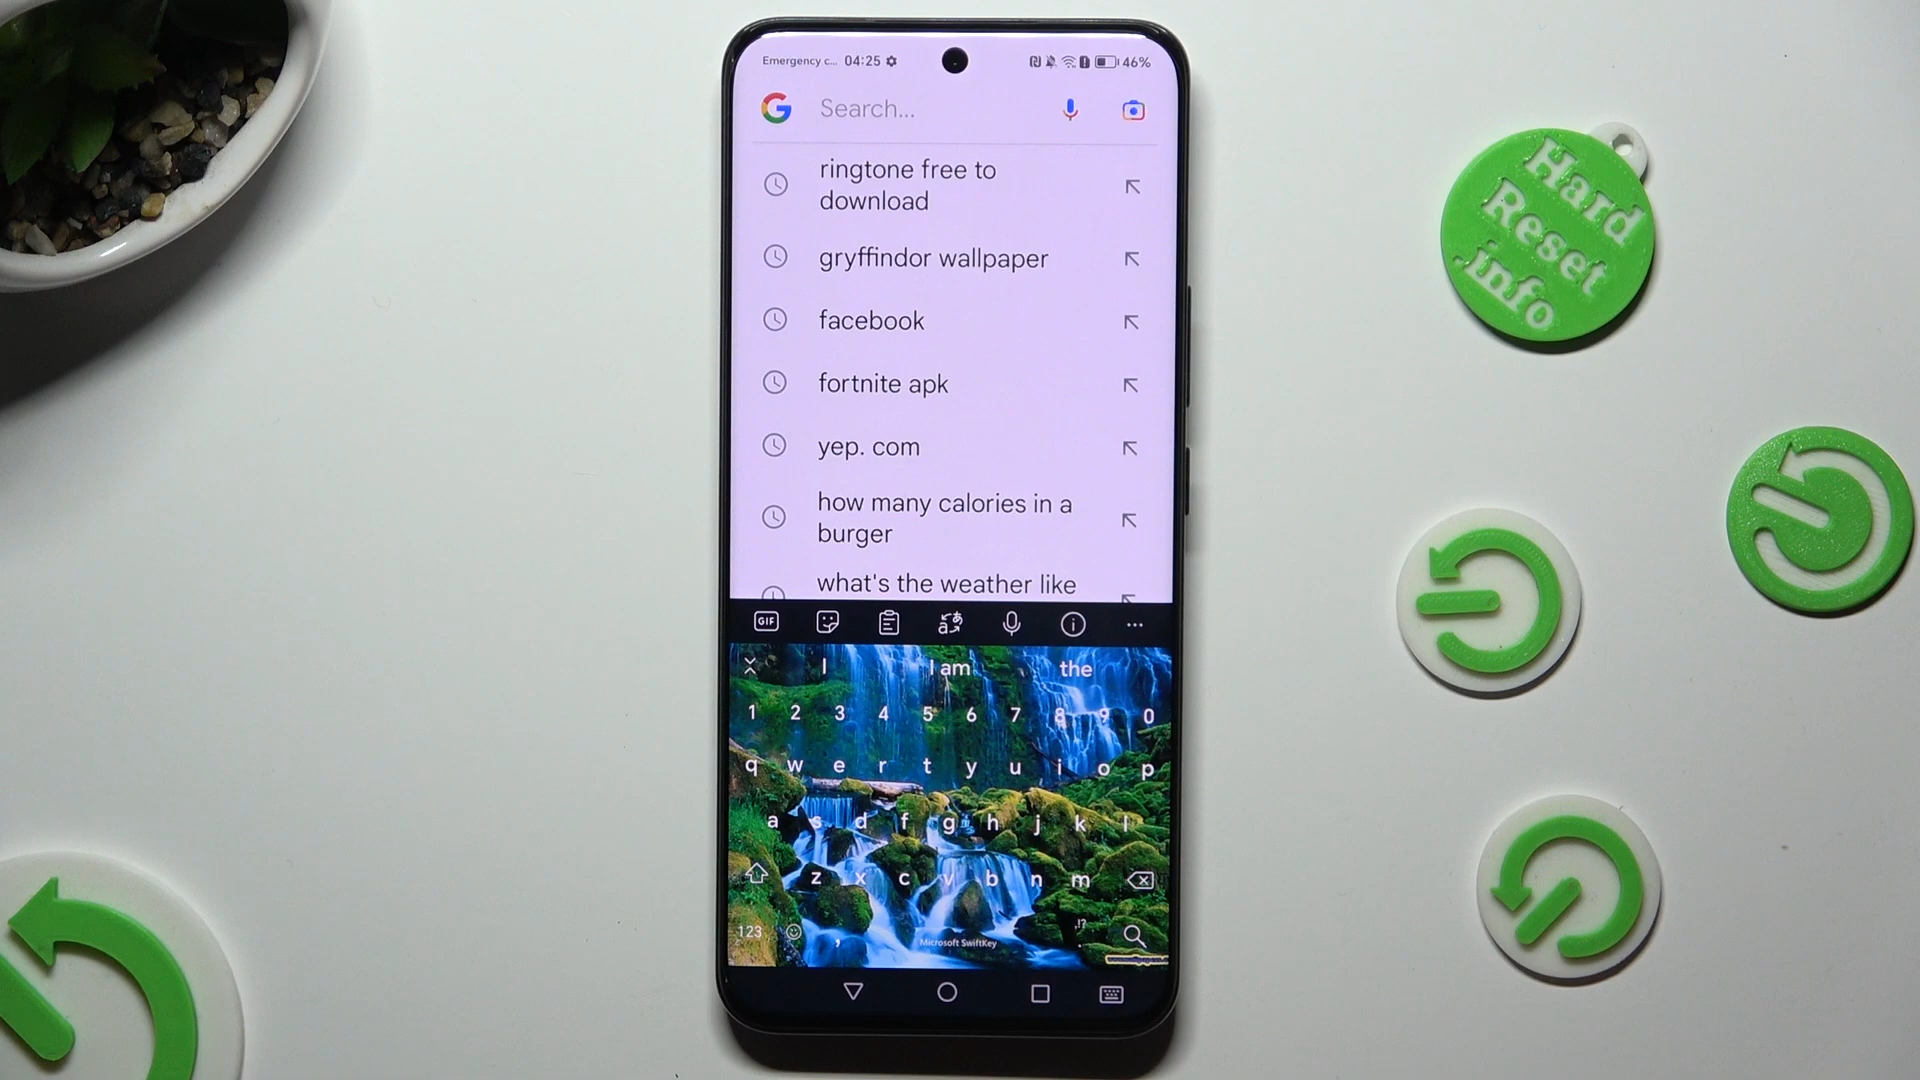 Emergency c... 04:25 46%
Search...
ringtone free to
download
gryffindor wallpaper
facebook
fortnite apk
yep. com
how many calories in a
burger
what's the weather like
GIF
I I am the
1 2 3 4 5 6 7 8 9 0
q w e r t y u i o p
a s d f g h j k l
z x c v b n m
123 , Microsoft SwiftKey !? .
Hard
Reset
.info